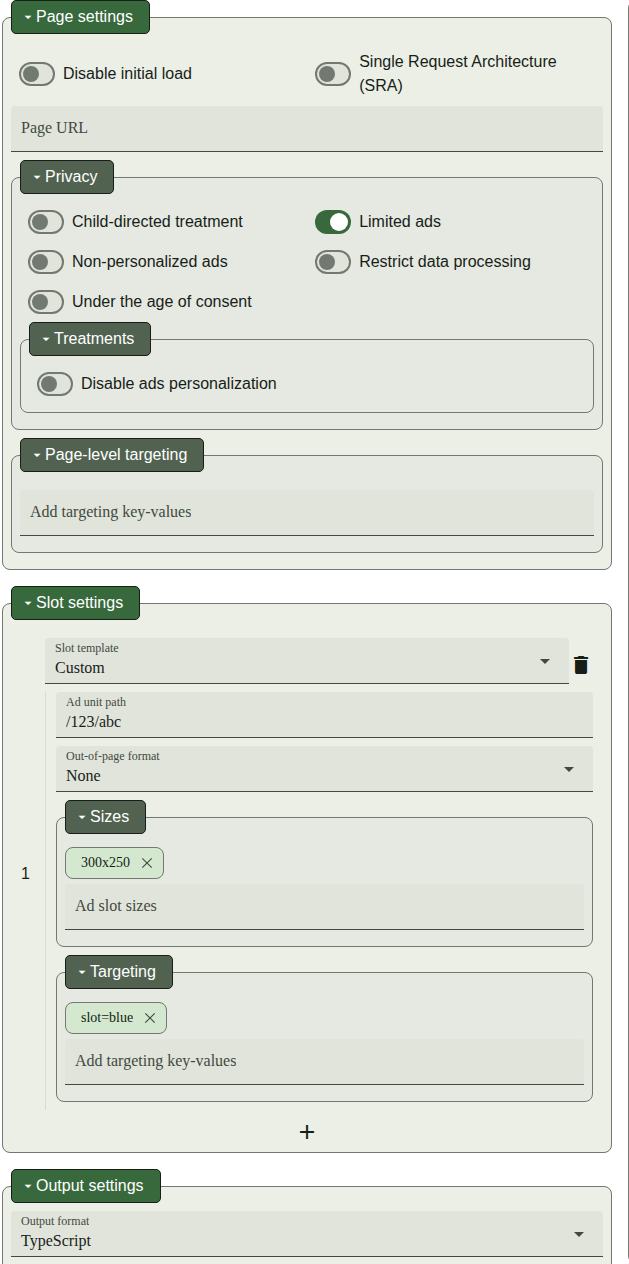 Page settings
Disable initial load
Single Request Architecture
(SRA)
Page URL
Privacy
Child-directed treatment
Limited ads
Non-personalized ads
Restrict data processing
Under the age of consent
Treatments
Disable ads personalization
Page-level targeting
Add targeting key-values
Slot settings
Slot template
Custom
Ad unit path
/123/abc
Out-of-page format
None
Sizes
1
300x250
Ad slot sizes
Targeting
slot=blue
Add targeting key-values
Output settings
Output format
TypeScript